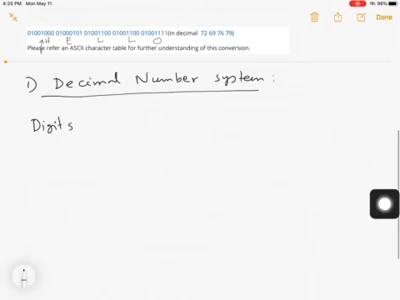 4:25 PM Mon May 11
Done
01001000 01000101 01001100 01001100 01001111(in decimal 72 69 76 79)
H E L L O
Please refer an ASCII character table for further understanding of this conversion.
1) Decimal Number system :
Digits